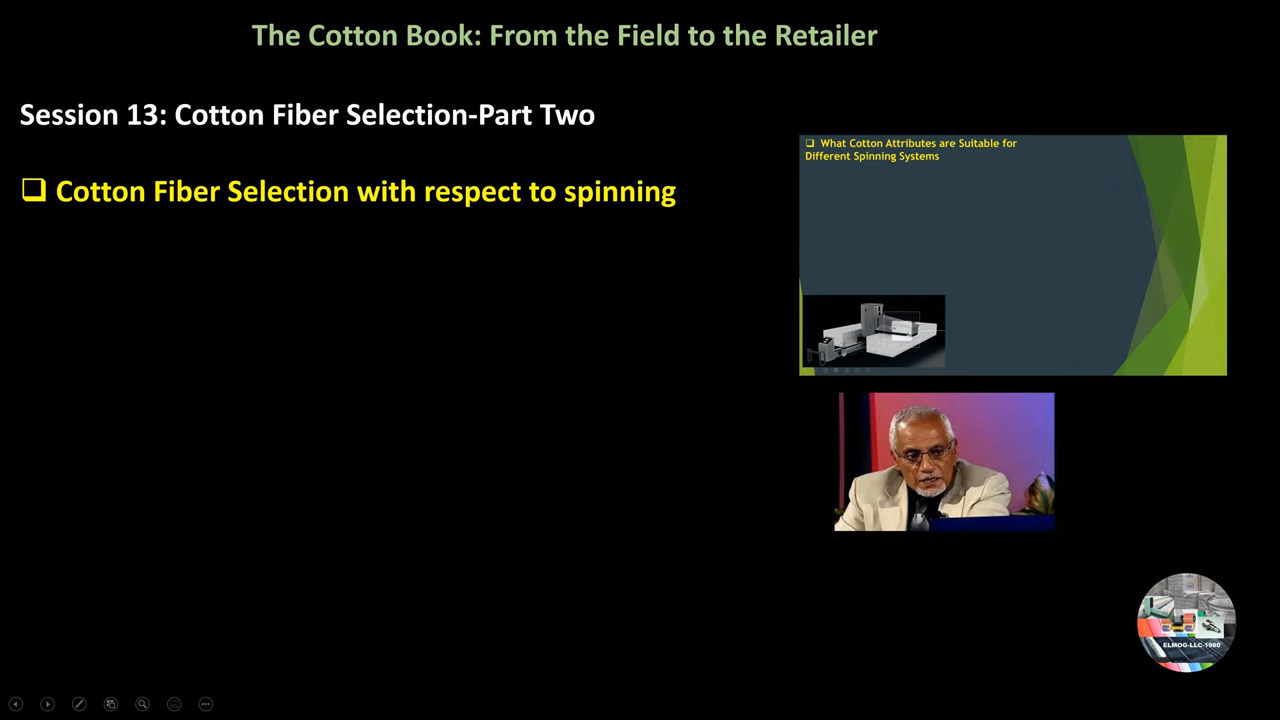 The Cotton Book: From the Field to the Retailer
Session 13: Cotton Fiber Selection-Part Two
❑ Cotton Fiber Selection with respect to spinning
❑ What Cotton Attributes are Suitable for
Different Spinning Systems
ELMOG-LLC-1980